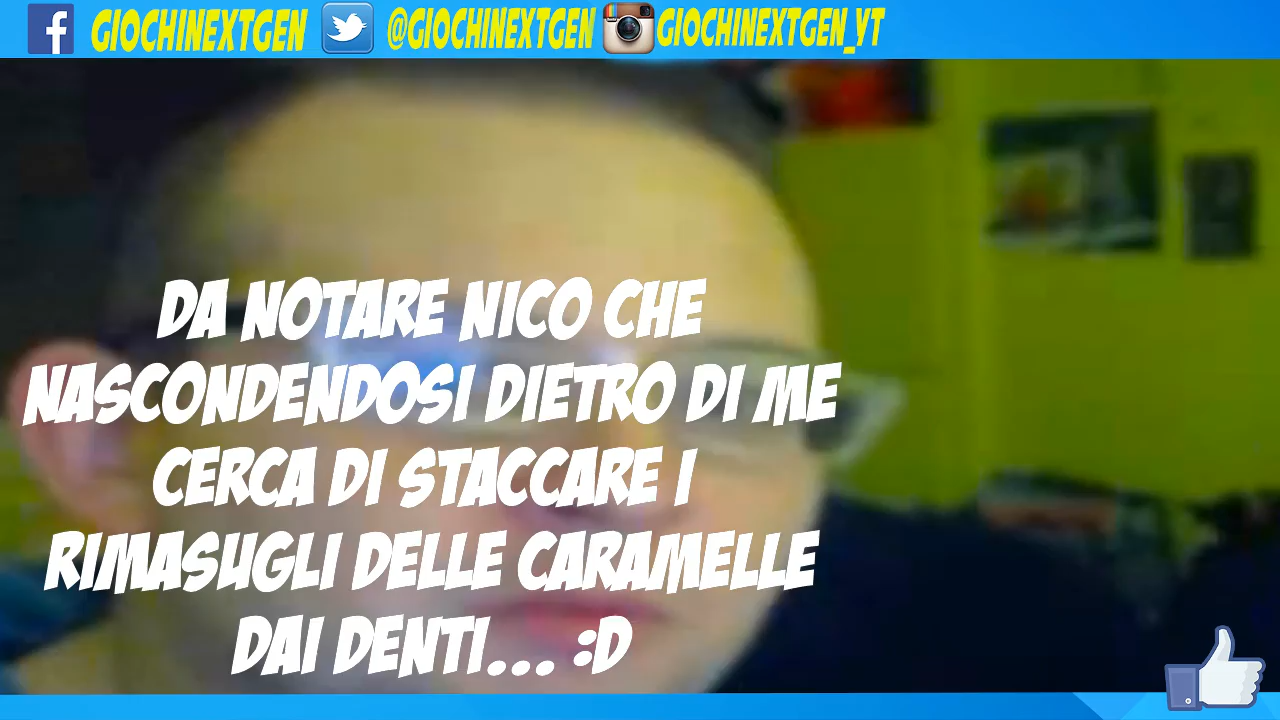 GIOCHINEXTGEN @GIOCHINEXTGEN GIOCHINEXTGEN_YT
DA NOTARE NICO CHE
NASCONDENDOSI DIETRO DI ME
CERCA DI STACCARE I
RIMASUGLI DELLE CARAMELLE
DAI DENTI... :D